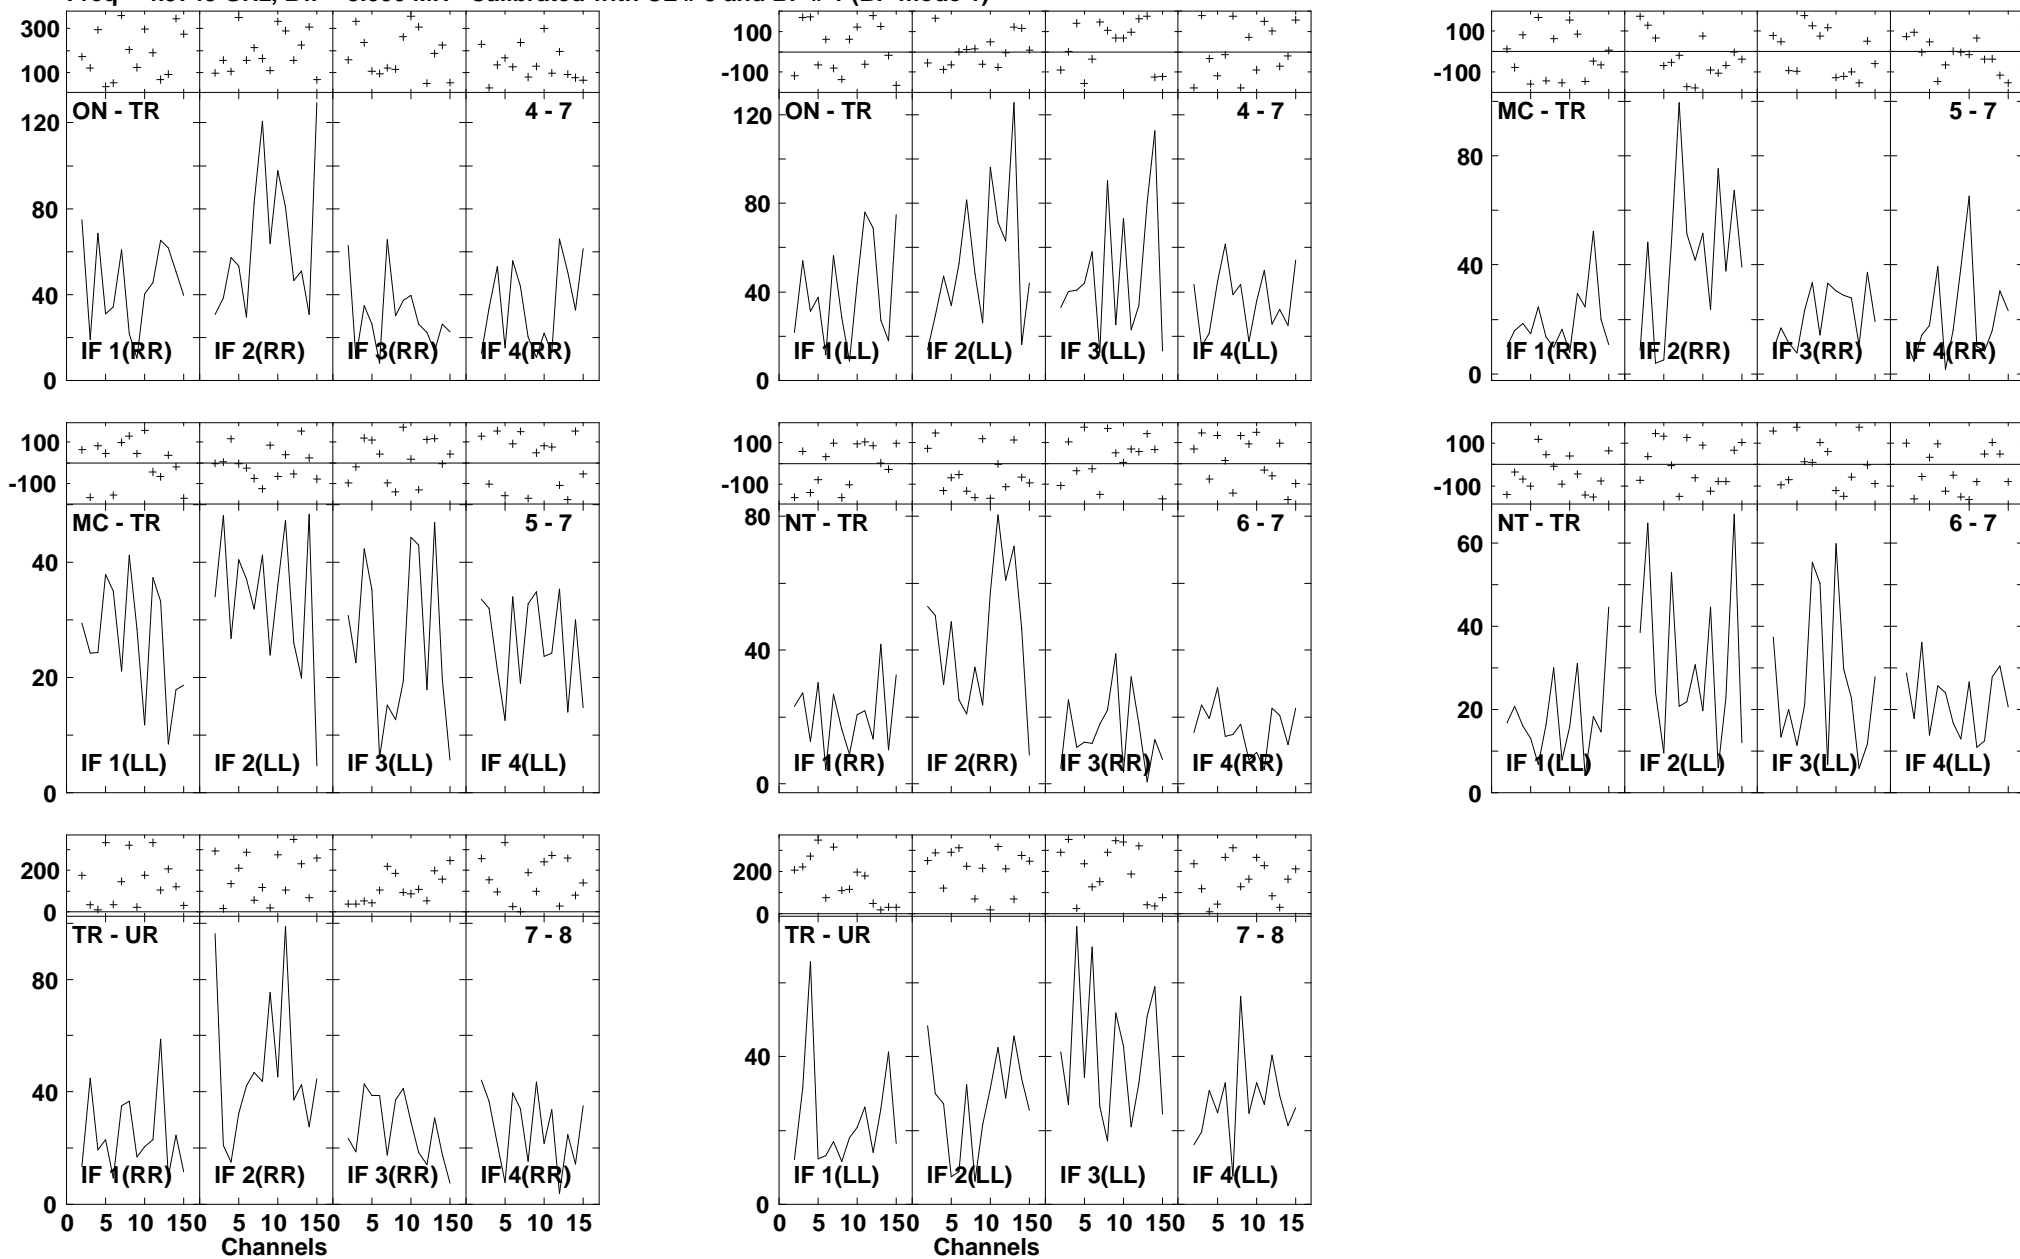 300
100
ON - TR 4 - 7
120
80
40
0
IF 1(RR) IF 2(RR) IF 3(RR) IF 4(RR)
100
-100
ON - TR 4 - 7
120
80
40
0
IF 1(LL) IF 2(LL) IF 3(LL) IF 4(LL)
100
-100
MC - TR 5 - 7
80
40
0
IF 1(RR) IF 2(RR) IF 3(RR) IF 4(RR)
100
-100
MC - TR 5 - 7
40
20
0
IF 1(LL) IF 2(LL) IF 3(LL) IF 4(LL)
100
-100
NT - TR 6 - 7
80
40
0
IF 1(RR) IF 2(RR) IF 3(RR) IF 4(RR)
100
-100
NT - TR 6 - 7
60
40
20
0
IF 1(LL) IF 2(LL) IF 3(LL) IF 4(LL)
200
0
TR - UR 7 - 8
80
40
0
IF 1(RR) IF 2(RR) IF 3(RR) IF 4(RR)
0 5 10 150 5 10 150 5 10 150 5 10 15
Channels
200
0
TR - UR 7 - 8
40
0
IF 1(LL) IF 2(LL) IF 3(LL) IF 4(LL)
0 5 10 150 5 10 150 5 10 150 5 10 15
Channels